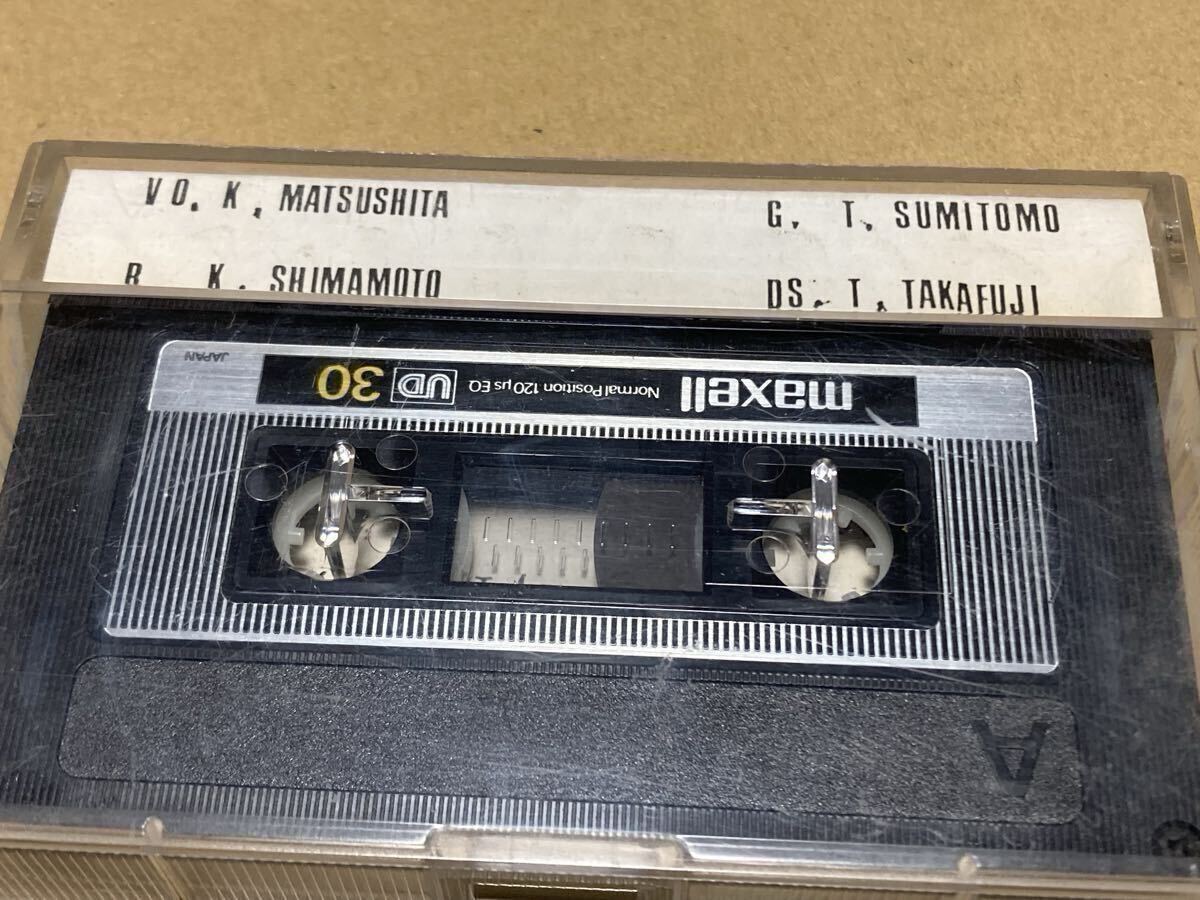 VO. K, MATSUSHITA
G. T, SUMITOMO
B K. SHIMAMOTO
DS. T, TAKAFUJI
JAPAN
maxell Normal Position 120 μs EQ UD 30
A